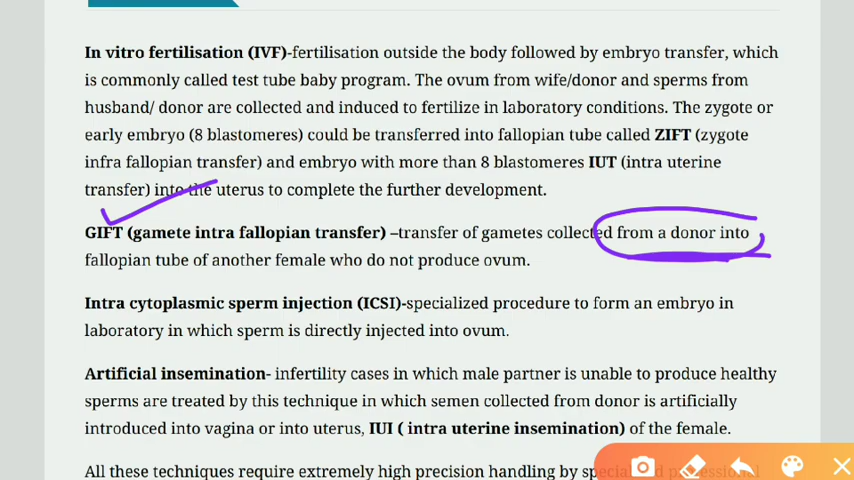 In vitro fertilisation (IVF)-fertilisation outside the body followed by embryo transfer, which
is commonly called test tube baby program. The ovum from wife/donor and sperms from
husband/ donor are collected and induced to fertilize in laboratory conditions. The zygote or
early embryo (8 blastomeres) could be transferred into fallopian tube called ZIFT (zygote
infra fallopian transfer) and embryo with more than 8 blastomeres IUT (intra uterine
transfer) into the uterus to complete the further development.
GIFT (gamete intra fallopian transfer) –transfer of gametes collected from a donor into
fallopian tube of another female who do not produce ovum.
Intra cytoplasmic sperm injection (ICSI)-specialized procedure to form an embryo in
laboratory in which sperm is directly injected into ovum.
Artificial insemination- infertility cases in which male partner is unable to produce healthy
sperms are treated by this technique in which semen collected from donor is artificially
introduced into vagina or into uterus, IUI ( intra uterine insemination) of the female.
All these techniques require extremely high precision handling by specialized professional